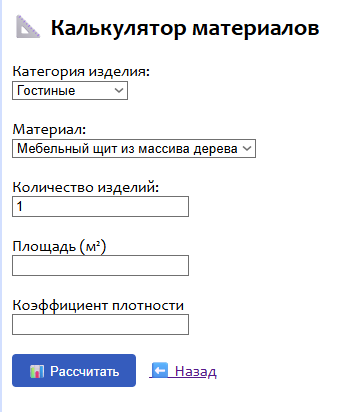 Калькулятор материалов
Категория изделия:
Гостиные
Материал:
Мебельный щит из массива дерева
Количество изделий:
1
Площадь (м²)
Коэффициент плотности
Рассчитать
Назад